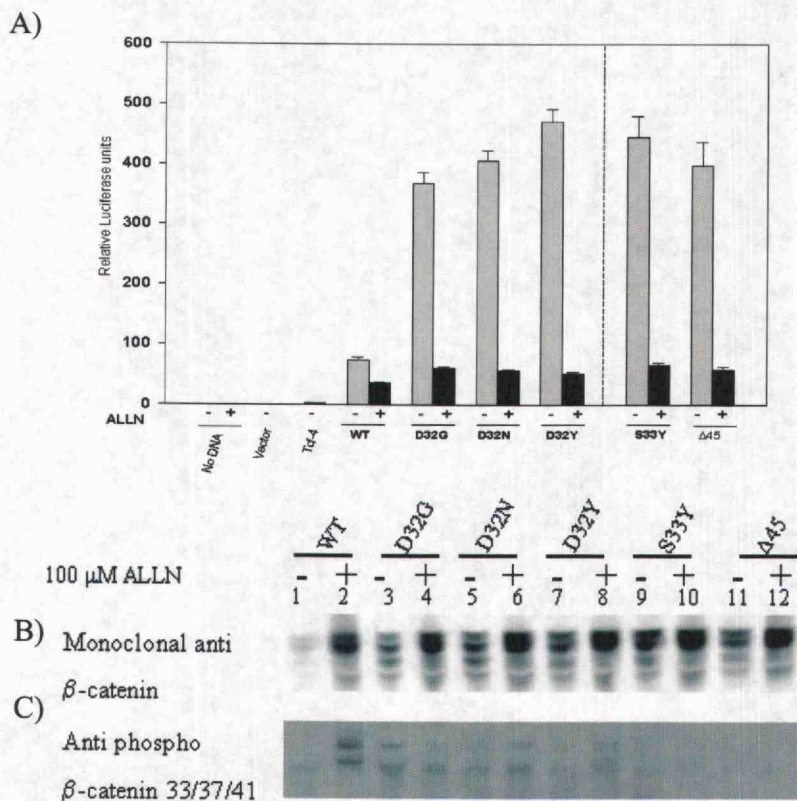 A)
600
500
400
300
200
100
0
Relative Luciferase units
ALLN - + - - - + - + - + - + - + - +
No DNA Vector Tcf-4 WT D32G D32N D32Y S33Y Δ45
WT D32G D32N D32Y S33Y Δ45
100 µM ALLN - + - + - + - + - + - +
1 2 3 4 5 6 7 8 9 10 11 12
B) Monoclonal anti
β-catenin
C)
Anti phospho
β-catenin 33/37/41